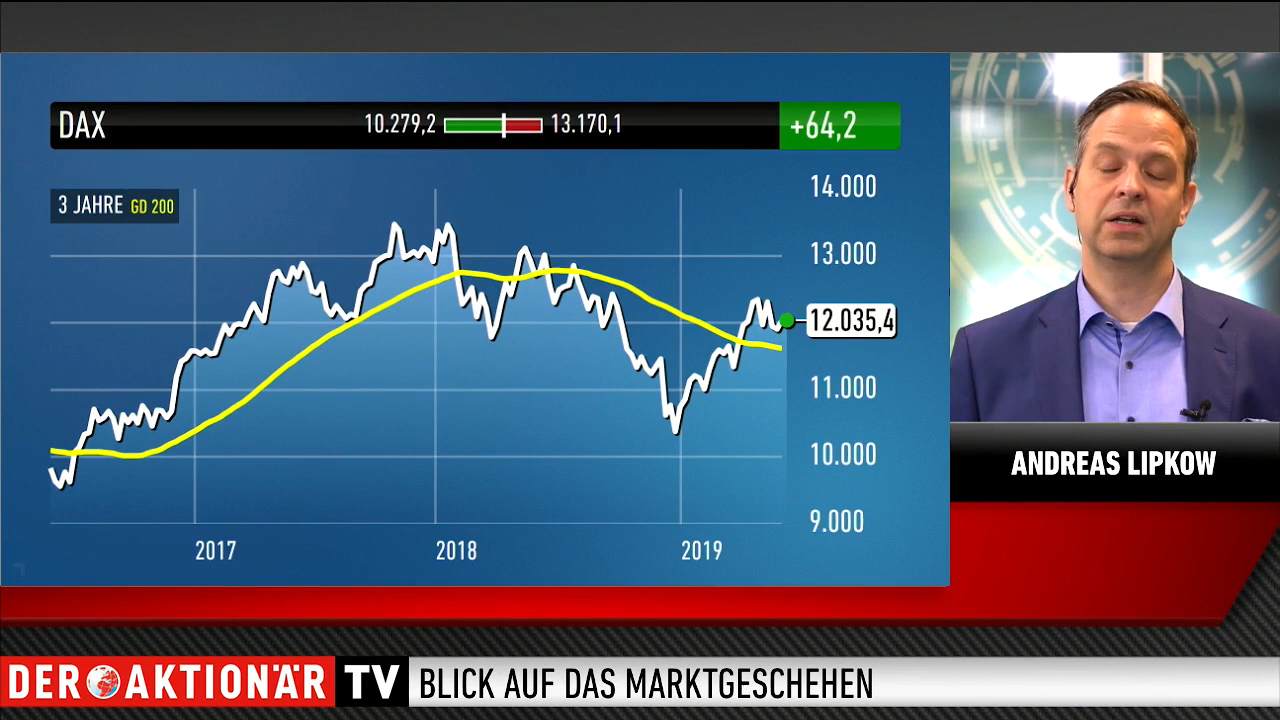 DAX
10.279,2
13.170,1
+64,2
3 JAHRE GD 200
14.000
13.000
12.035,4
11.000
10.000
9.000
2017
2018
2019
ANDREAS LIPKOW
DER AKTIONÄR TV
BLICK AUF DAS MARKTGESCHEHEN